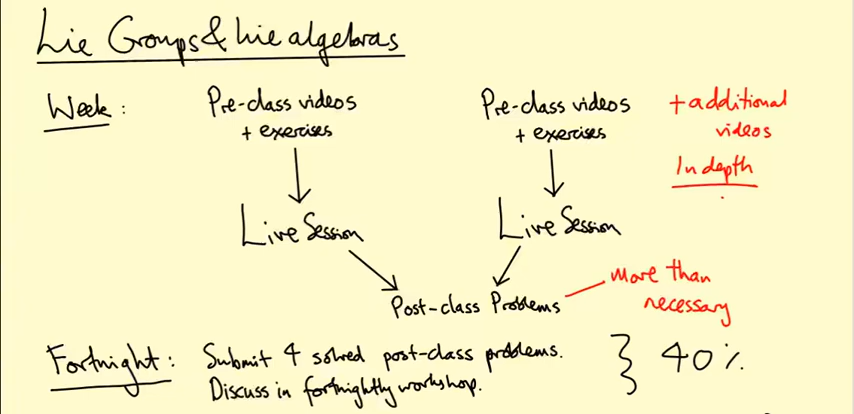 Lie Groups & Lie algebras
Week: Pre-class videos Pre-class videos + additional
+ exercises + exercises videos
In depth
Live Session Live Session
More than
Post-class Problems necessary
Fortnight: Submit 4 solved post-class problems. } 40%
Discuss in fortnightly workshop.